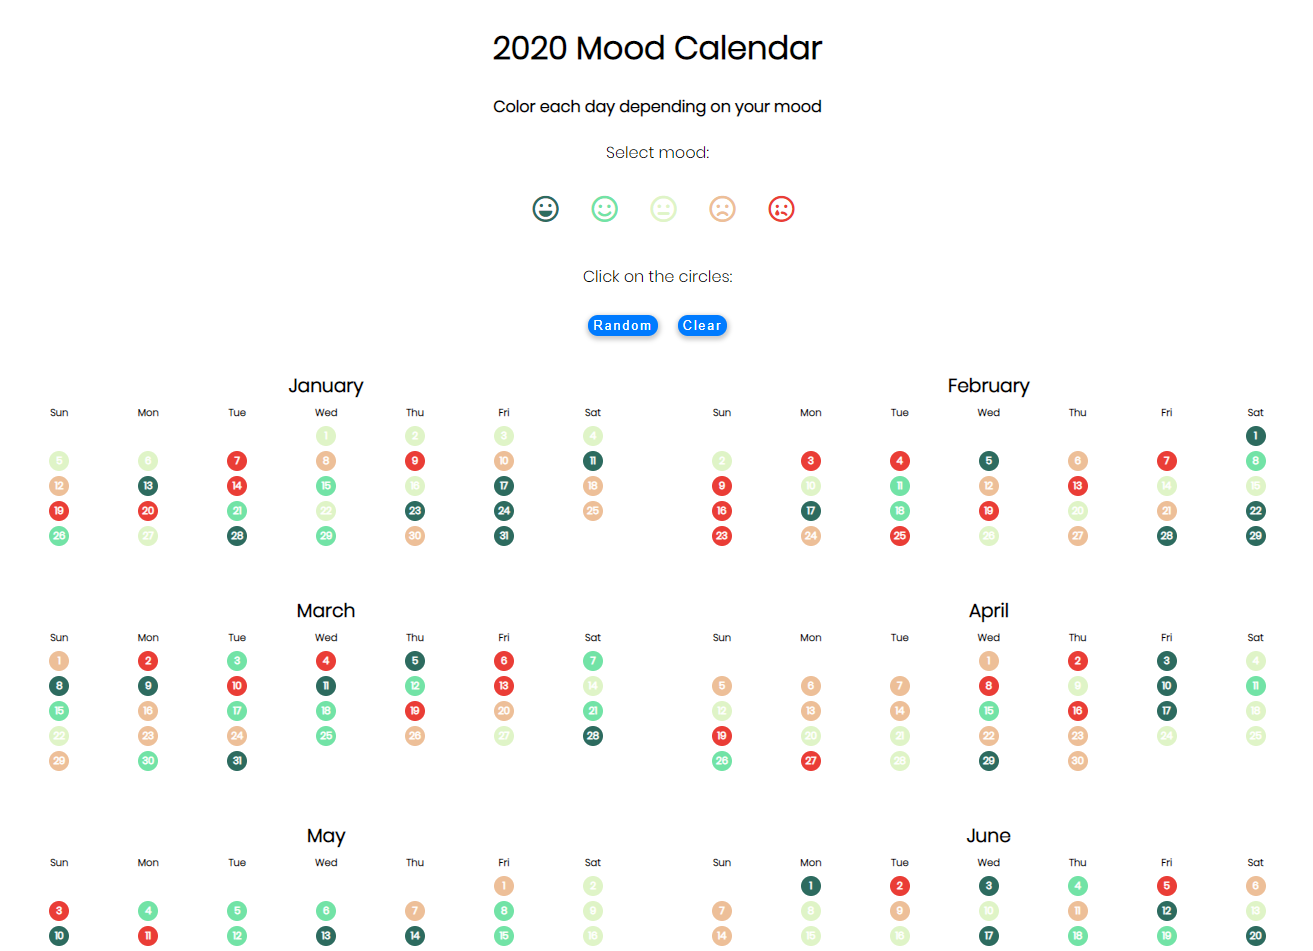 2020 Mood Calendar
Color each day depending on your mood
Select mood:
Click on the circles:
Random Clear
January
Sun Mon Tue Wed Thu Fri Sat
1 2 3 4
5 6 7 8 9 10 11
12 13 14 15 16 17 18
19 20 21 22 23 24 25
26 27 28 29 30 31
February
Sun Mon Tue Wed Thu Fri Sat
1
2 3 4 5 6 7 8
9 10 11 12 13 14 15
16 17 18 19 20 21 22
23 24 25 26 27 28 29
March
Sun Mon Tue Wed Thu Fri Sat
1 2 3 4 5 6 7
8 9 10 11 12 13 14
15 16 17 18 19 20 21
22 23 24 25 26 27 28
29 30 31
April
Sun Mon Tue Wed Thu Fri Sat
1 2 3 4
5 6 7 8 9 10 11
12 13 14 15 16 17 18
19 20 21 22 23 24 25
26 27 28 29 30
May
Sun Mon Tue Wed Thu Fri Sat
1 2
3 4 5 6 7 8 9
10 11 12 13 14 15 16
June
Sun Mon Tue Wed Thu Fri Sat
1 2 3 4 5 6
7 8 9 10 11 12 13
14 15 16 17 18 19 20